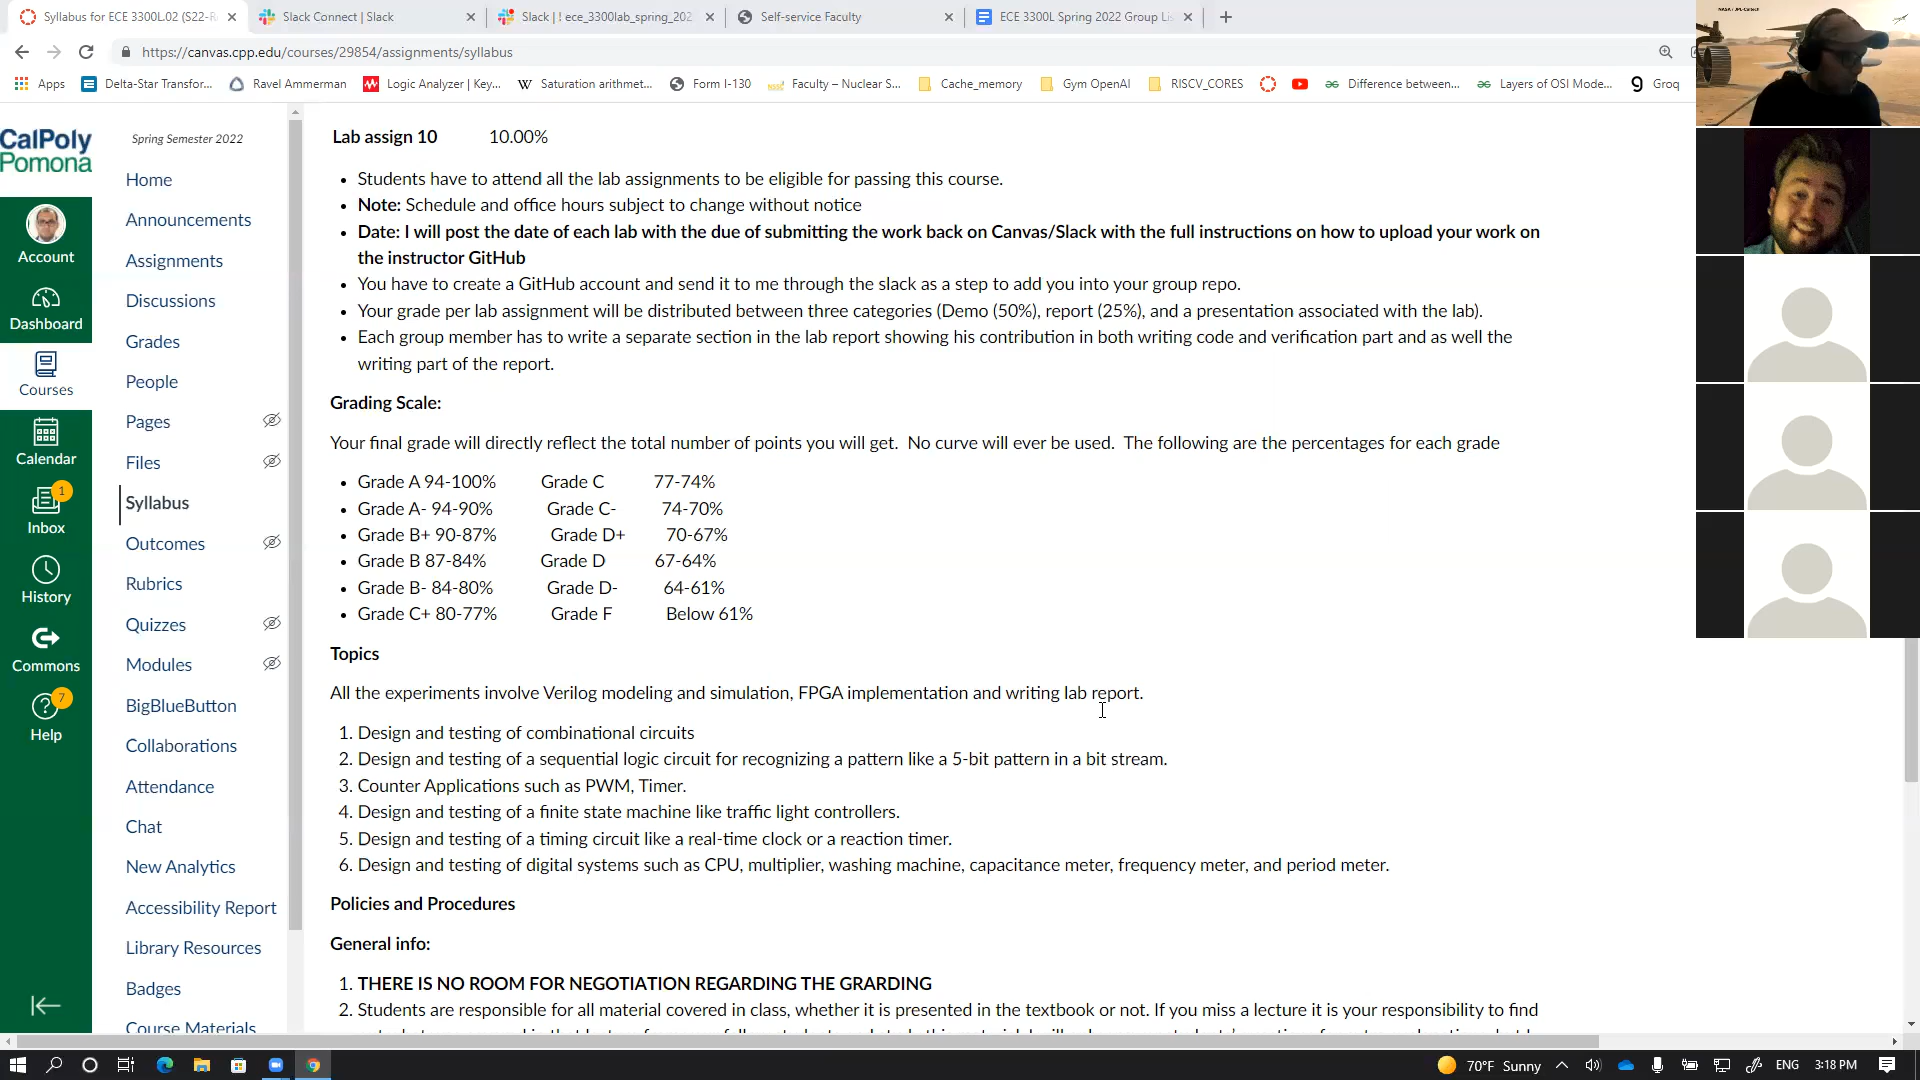 Syllabus for ECE 3300L.02 (S22-R
Slack Connect | Slack
Slack | ! ece_3300lab_spring_202
Self-service Faculty
ECE 3300L Spring 2022 Group Li
https://canvas.cpp.edu/courses/29854/assignments/syllabus
Apps
Delta-Star Transfor...
Ravel Ammerman
Logic Analyzer | Key...
W Saturation arithmet...
Form I-130
Faculty – Nuclear S...
Cache_memory
Gym OpenAI
RISCV_CORES
Difference between...
Layers of OSI Mode...
Groq
NASA / JPL-Caltech
CalPoly
Pomona
Account
Dashboard
Courses
Calendar
1
Inbox
History
Commons
7
Help
Spring Semester 2022
Home
Announcements
Assignments
Discussions
Grades
People
Pages
Files
Syllabus
Outcomes
Rubrics
Quizzes
Modules
BigBlueButton
Collaborations
Attendance
Chat
New Analytics
Accessibility Report
Library Resources
Badges
Course Materials
Lab assign 10 10.00%
• Students have to attend all the lab assignments to be eligible for passing this course.
• Note: Schedule and office hours subject to change without notice
• Date: I will post the date of each lab with the due of submitting the work back on Canvas/Slack with the full instructions on how to upload your work on
the instructor GitHub
• You have to create a GitHub account and send it to me through the slack as a step to add you into your group repo.
• Your grade per lab assignment will be distributed between three categories (Demo (50%), report (25%), and a presentation associated with the lab).
• Each group member has to write a separate section in the lab report showing his contribution in both writing code and verification part and as well the
writing part of the report.
Grading Scale:
Your final grade will directly reflect the total number of points you will get. No curve will ever be used. The following are the percentages for each grade
• Grade A 94-100% Grade C 77-74%
• Grade A- 94-90% Grade C- 74-70%
• Grade B+ 90-87% Grade D+ 70-67%
• Grade B 87-84% Grade D 67-64%
• Grade B- 84-80% Grade D- 64-61%
• Grade C+ 80-77% Grade F Below 61%
Topics
All the experiments involve Verilog modeling and simulation, FPGA implementation and writing lab report.
1. Design and testing of combinational circuits
2. Design and testing of a sequential logic circuit for recognizing a pattern like a 5-bit pattern in a bit stream.
3. Counter Applications such as PWM, Timer.
4. Design and testing of a finite state machine like traffic light controllers.
5. Design and testing of a timing circuit like a real-time clock or a reaction timer.
6. Design and testing of digital systems such as CPU, multiplier, washing machine, capacitance meter, frequency meter, and period meter.
Policies and Procedures
General info:
1. THERE IS NO ROOM FOR NEGOTIATION REGARDING THE GRARDING
2. Students are responsible for all material covered in class, whether it is presented in the textbook or not. If you miss a lecture it is your responsibility to find
70°F Sunny
ENG
3:18 PM